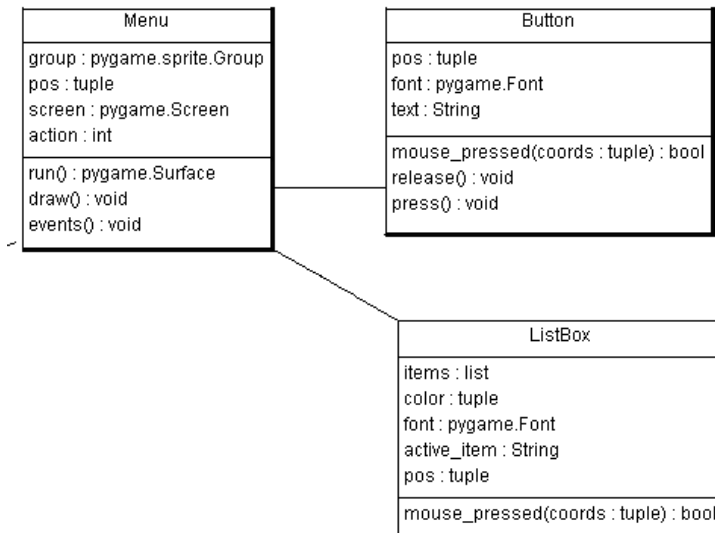 Menu
group : pygame.sprite.Group
pos : tuple
screen : pygame.Screen
action : int
run() : pygame.Surface
draw() : void
events() : void
Button
pos : tuple
font : pygame.Font
text : String
mouse_pressed(coords : tuple) : bool
release() : void
press() : void
ListBox
items : list
color : tuple
font : pygame.Font
active_item : String
pos : tuple
mouse_pressed(coords : tuple) : bool